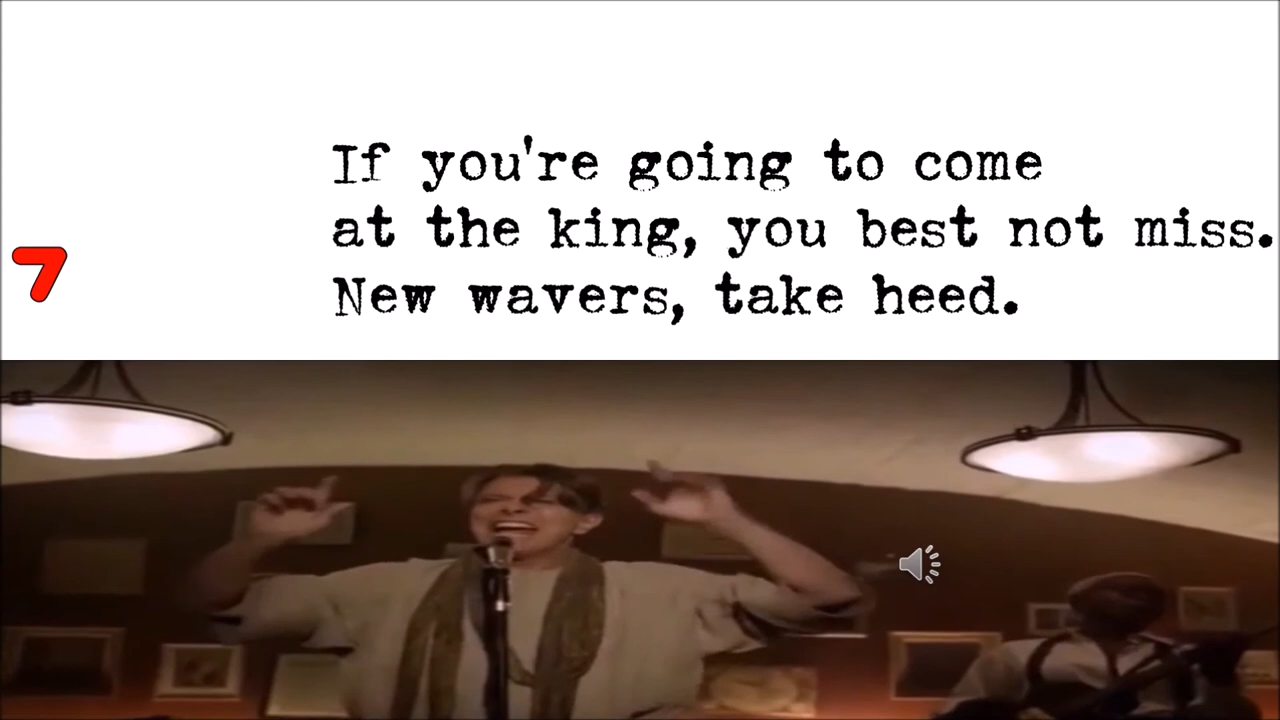 If you're going to come
at the king, you best not miss.
7
New wavers, take heed.